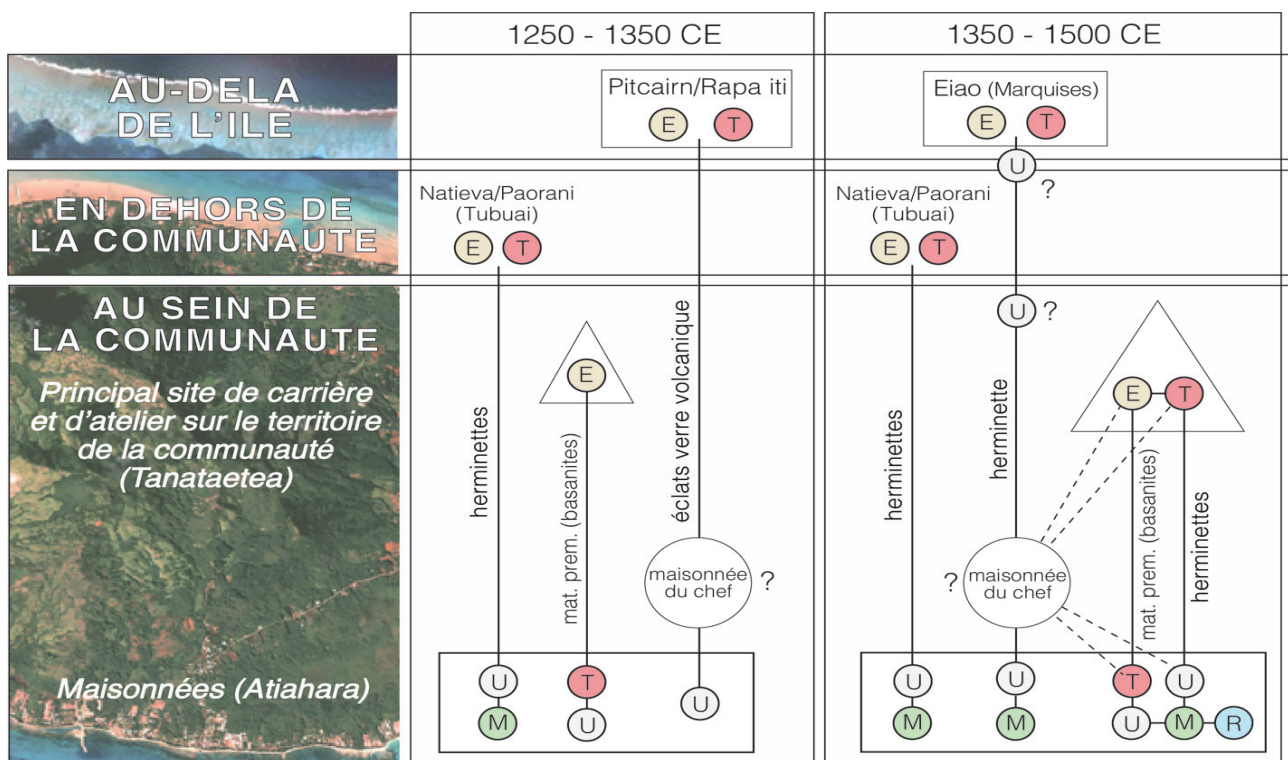 1250 - 1350 CE
1350 - 1500 CE
AU-DELA
DE L'ILE
Pitcairn/Rapa iti
E T
Eiao (Marquises)
E T
U ?
EN DEHORS DE
LA COMMUNAUTE
Natieva/Paorani
(Tubuai)
E T
Natieva/Paorani
(Tubuai)
E T
AU SEIN DE
LA COMMUNAUTE
Principal site de carrière
et d'atelier sur le territoire
de la communauté
(Tanataetea)
Maisonnées (Atiahara)
herminettes
E
mat. prem. (basanites)
éclats verre volcanique
maisonnée
du chef
?
U
M
T
U
U
herminettes
U ?
herminette
? maisonnée
du chef
E T
mat. prem. (basanites)
herminettes
U
M
U
M
T U
U M R